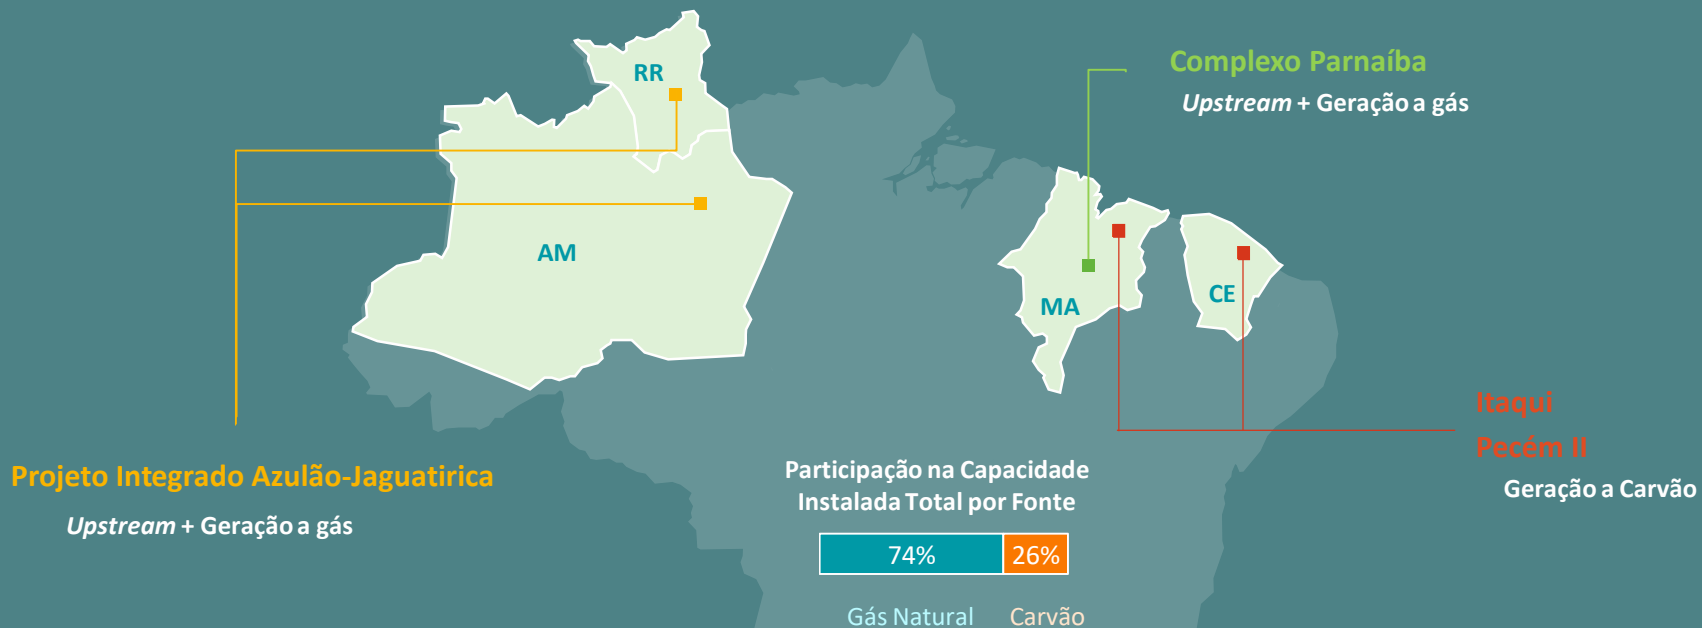 RR
AM
MA
CE
Complexo Parnaíba
Upstream + Geração a gás
Projeto Integrado Azulão-Jaguatirica
Upstream + Geração a gás
Itaqui
Pecém II
Geração a Carvão
Participação na Capacidade
Instalada Total por Fonte
74%
26%
Gás Natural
Carvão